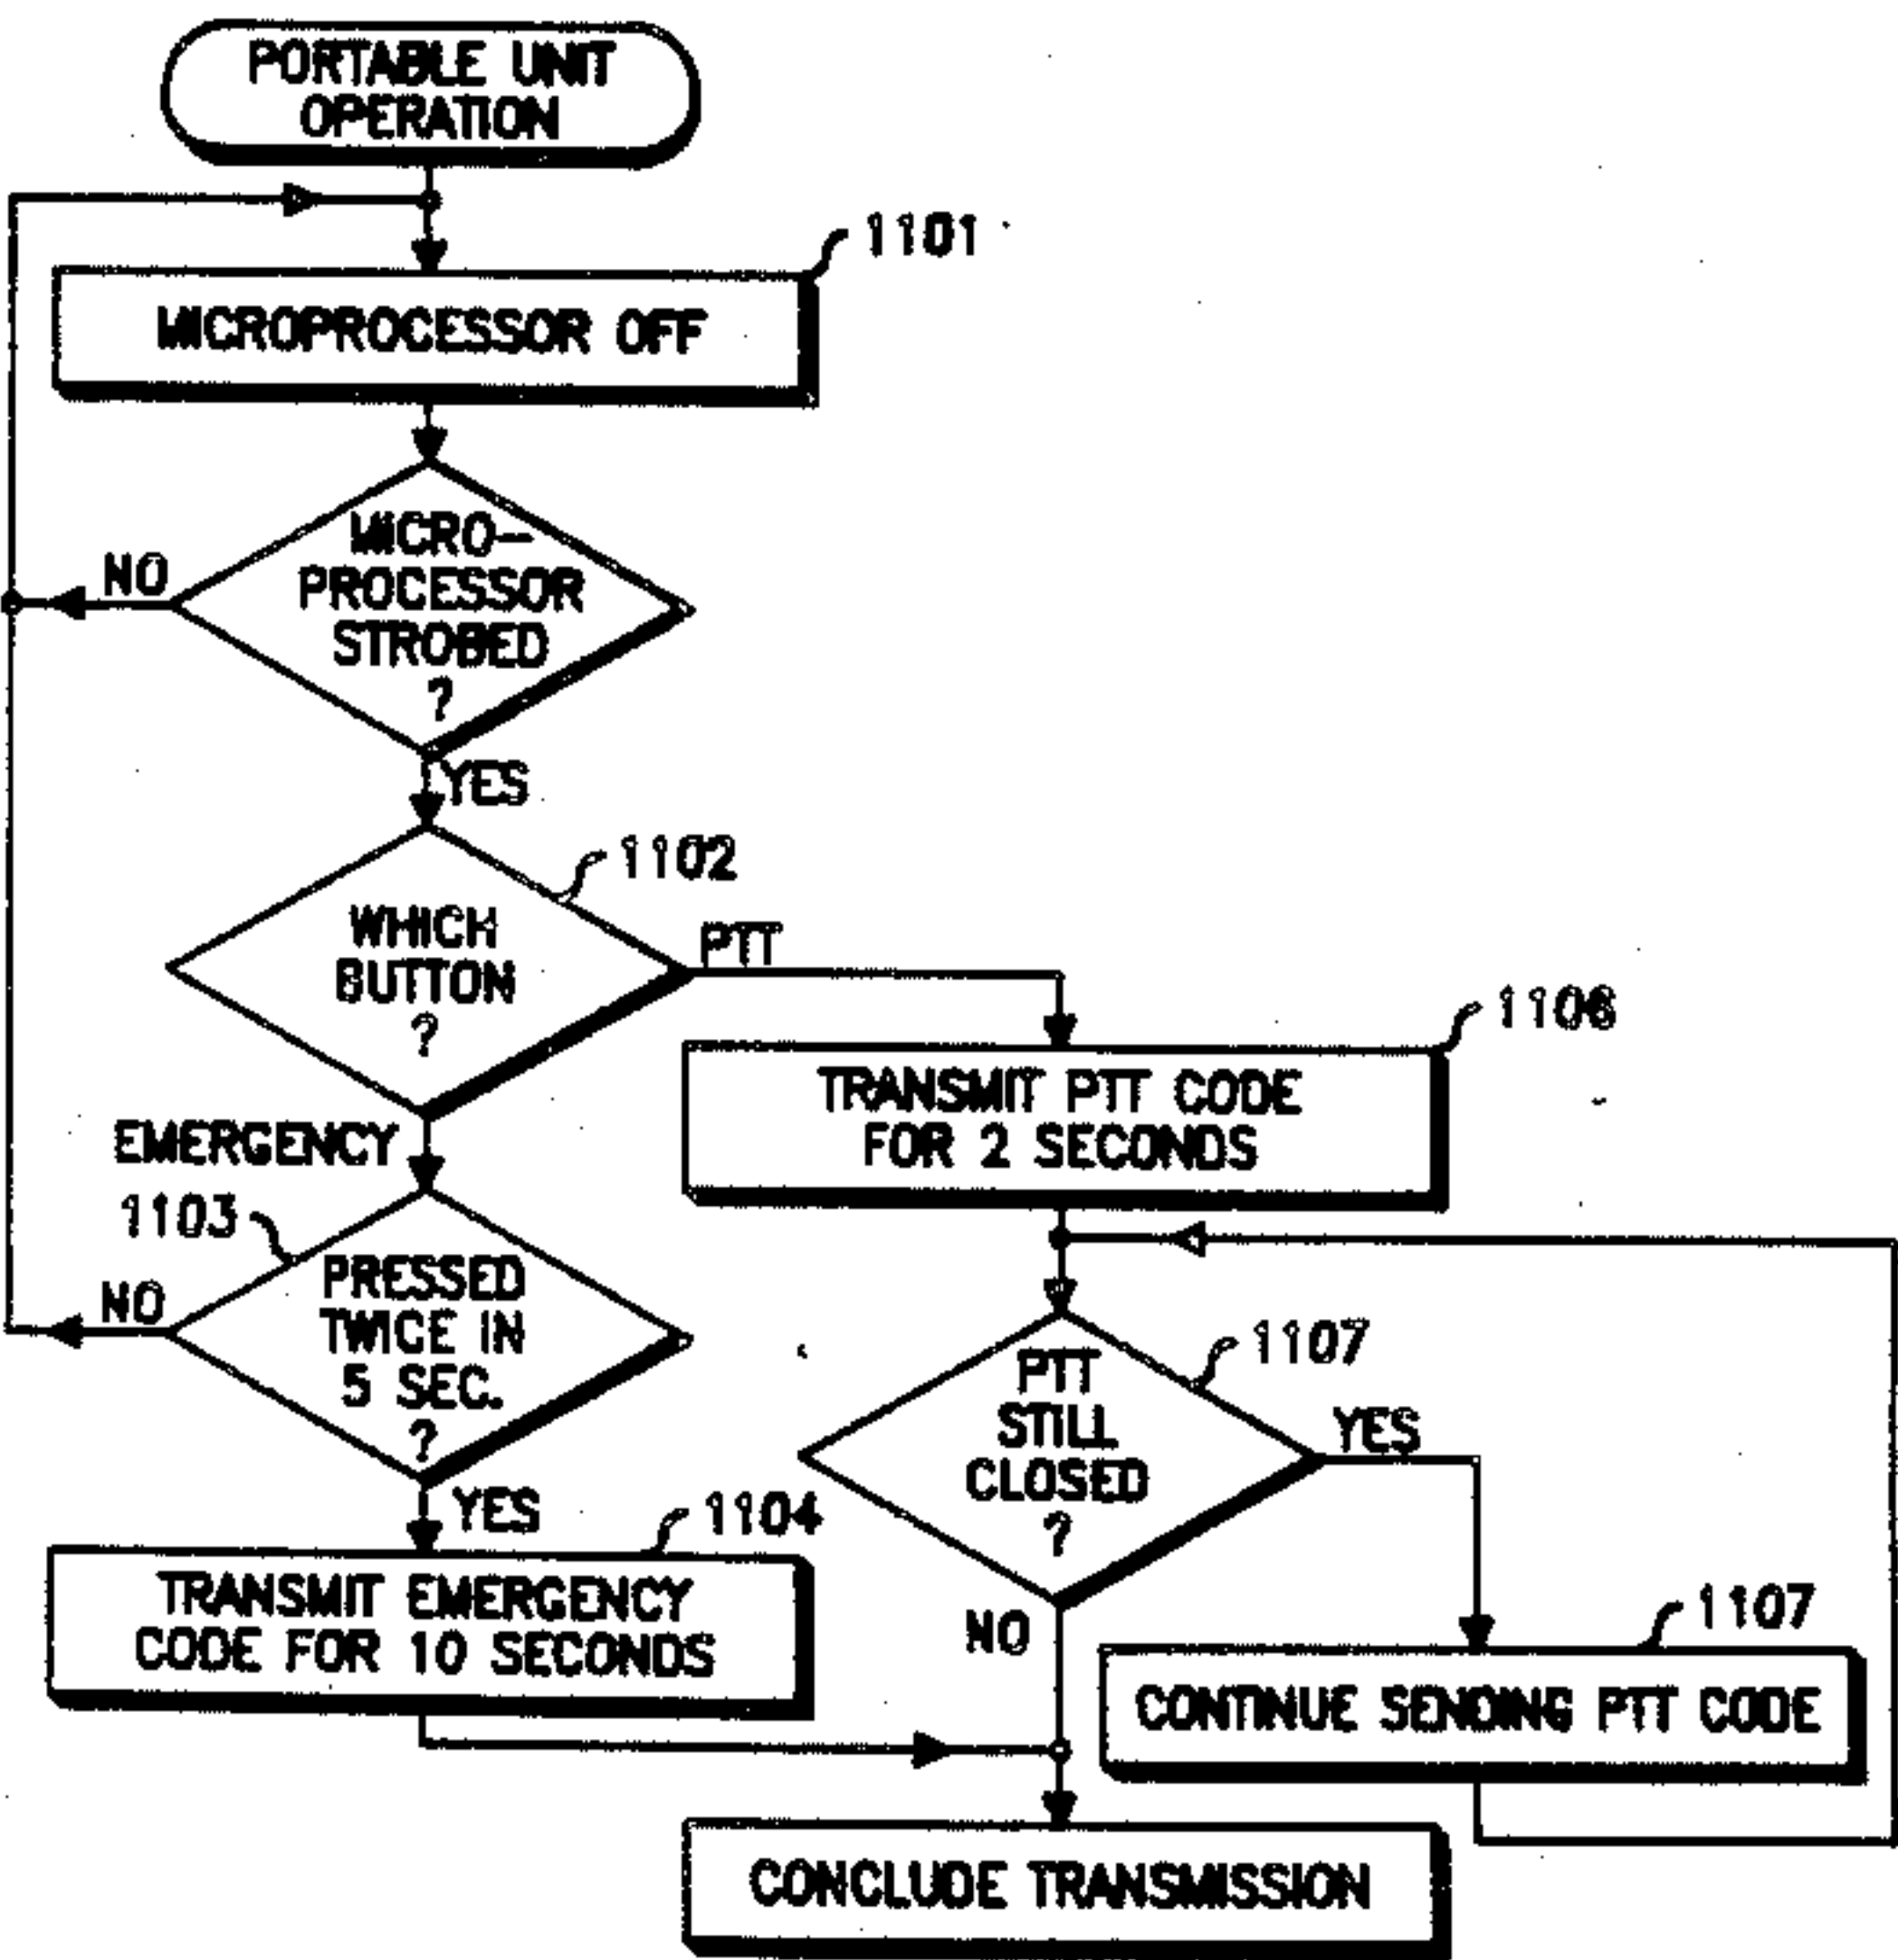 PORTABLE UNIT
OPERATION
1101
MICROPROCESSOR OFF
MICRO-
PROCESSOR
STROBED
?
NO
YES
1102
WHICH
BUTTON
?
PTT
EMERGENCY
1106
TRANSMIT PTT CODE
FOR 2 SECONDS
1103
PRESSED
TWICE IN
5 SEC.
?
NO
YES
1107
PTT
STILL
CLOSED
?
YES
NO
1104
TRANSMIT EMERGENCY
CODE FOR 10 SECONDS
1107
CONTINUE SENDING PTT CODE
CONCLUDE TRANSMISSION